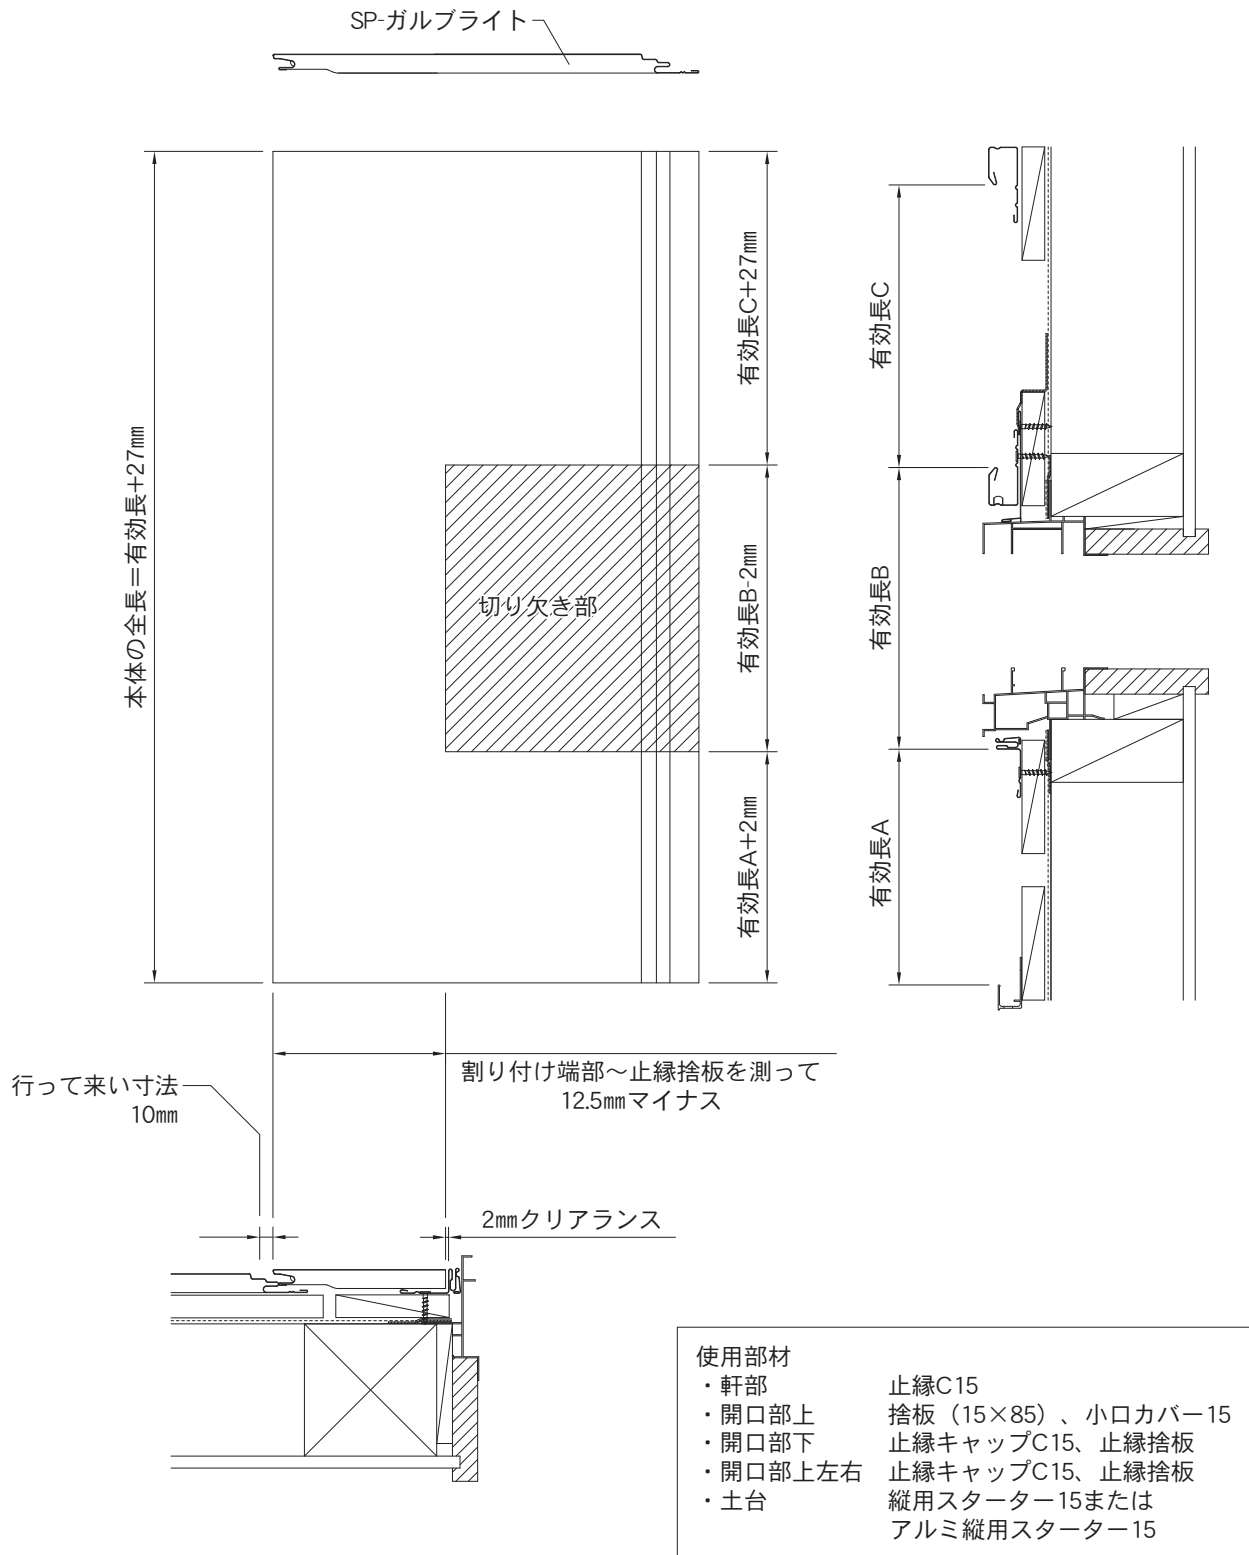 SP-ガルブライト
本体の全長＝有効長+27mm
有効長C+27mm
有効長B-2mm
有効長A+2mm
切り欠き部
有効長C
有効長B
有効長A
行って来い寸法
10mm
割り付け端部～止縁捨板を測って
12.5mmマイナス
2mmクリアランス
使用部材
・軒部 止縁C15
・開口部上 捨板（15×85）、小口カバー15
・開口部下 止縁キャップC15、止縁捨板
・開口部上左右 止縁キャップC15、止縁捨板
・土台 縦用スターター15または
アルミ縦用スターター15